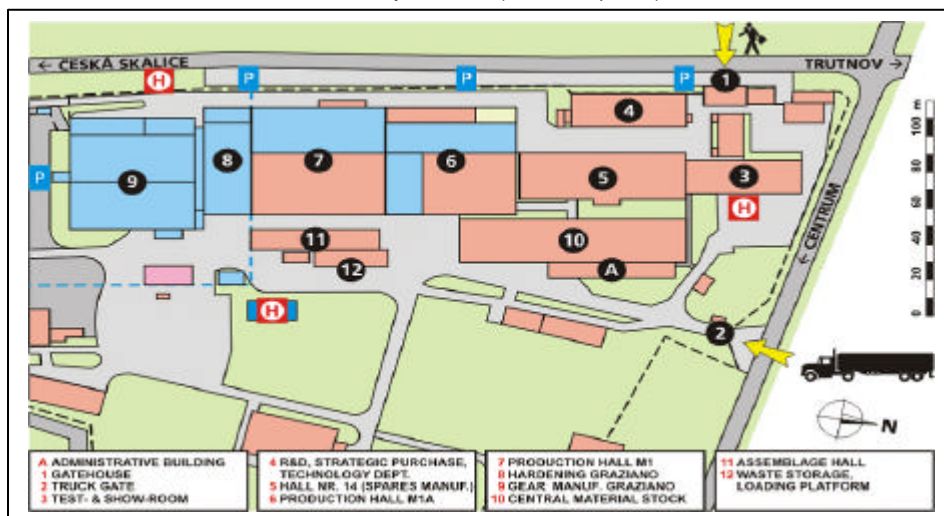 ← ČESKÁ SKALICE
TRUTNOV →
H
P
P
P
1
4
9
8
7
6
5
3
P
H
11
10
12
A
← CENTRUM
H
2
N
0 20 40 60 80 100 m
A ADMINISTRATIVE BUILDING
1 GATEHOUSE
2 TRUCK GATE
3 TEST- & SHOW-ROOM
4 R&D, STRATEGIC PURCHASE,
TECHNOLOGY DEPT.
5 HALL NR. 14 (SPARES MANUF.)
6 PRODUCTION HALL M1A
7 PRODUCTION HALL M1
8 HARDENING GRAZIANO
9 GEAR MANUF. GRAZIANO
10 CENTRAL MATERIAL STOCK
11 ASSEMBLAGE HALL
12 WASTE STORAGE,
LOADING PLATFORM